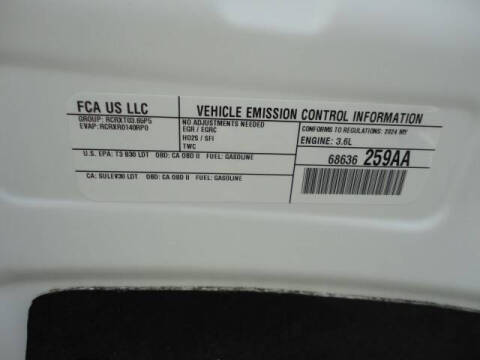 FCA US LLC
VEHICLE EMISSION CONTROL INFORMATION
GROUP: RCRXT03.65P5
EVAP: RCRXR0140RP0
NO ADJUSTMENTS NEEDED
EGR / EGRC
HO2S / SFI
TWC
CONFORMS TO REGULATIONS: 2024 MY
ENGINE: 3.6L
U.S. EPA: T3 B30 LDT OBD: CA OBD II FUEL: GASOLINE
68636 259AA
CA: SULEV30 LDT OBD: CA OBD II FUEL: GASOLINE